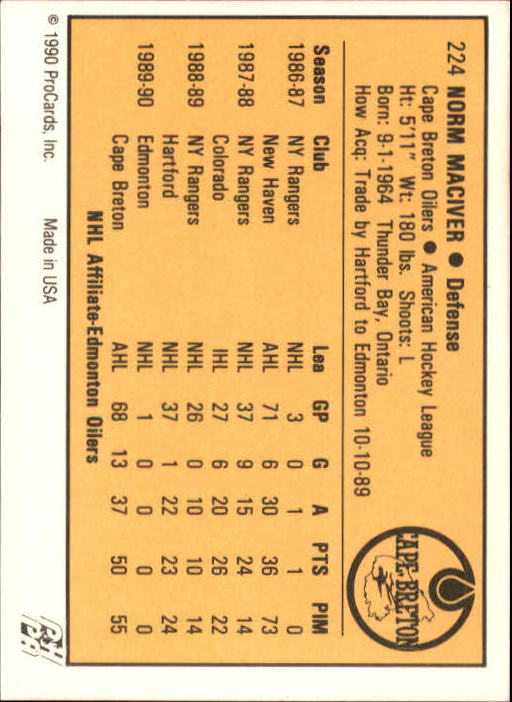 224 NORM MACIVER ● Defense
Cape Breton Oilers ● American Hockey League
Ht: 5'11" Wt: 180 lbs. Shoots: L
Born: 9-1-1964 Thunder Bay, Ontario
How Acq: Trade by Hartford to Edmonton 10-10-89
CAPE BRETON
Season Club Lea GP G A PTS PIM
1986-87 NY Rangers NHL 3 0 1 1 0
New Haven AHL 71 6 30 36 73
1987-88 NY Rangers NHL 37 9 15 24 14
Colorado IHL 27 6 20 26 22
1988-89 NY Rangers NHL 26 0 10 10 14
Hartford NHL 37 1 22 23 24
1989-90 Edmonton NHL 1 0 0 0 0
Cape Breton AHL 68 13 37 50 55
NHL Affiliate-Edmonton Oilers
© 1990 ProCards, Inc. Made in USA